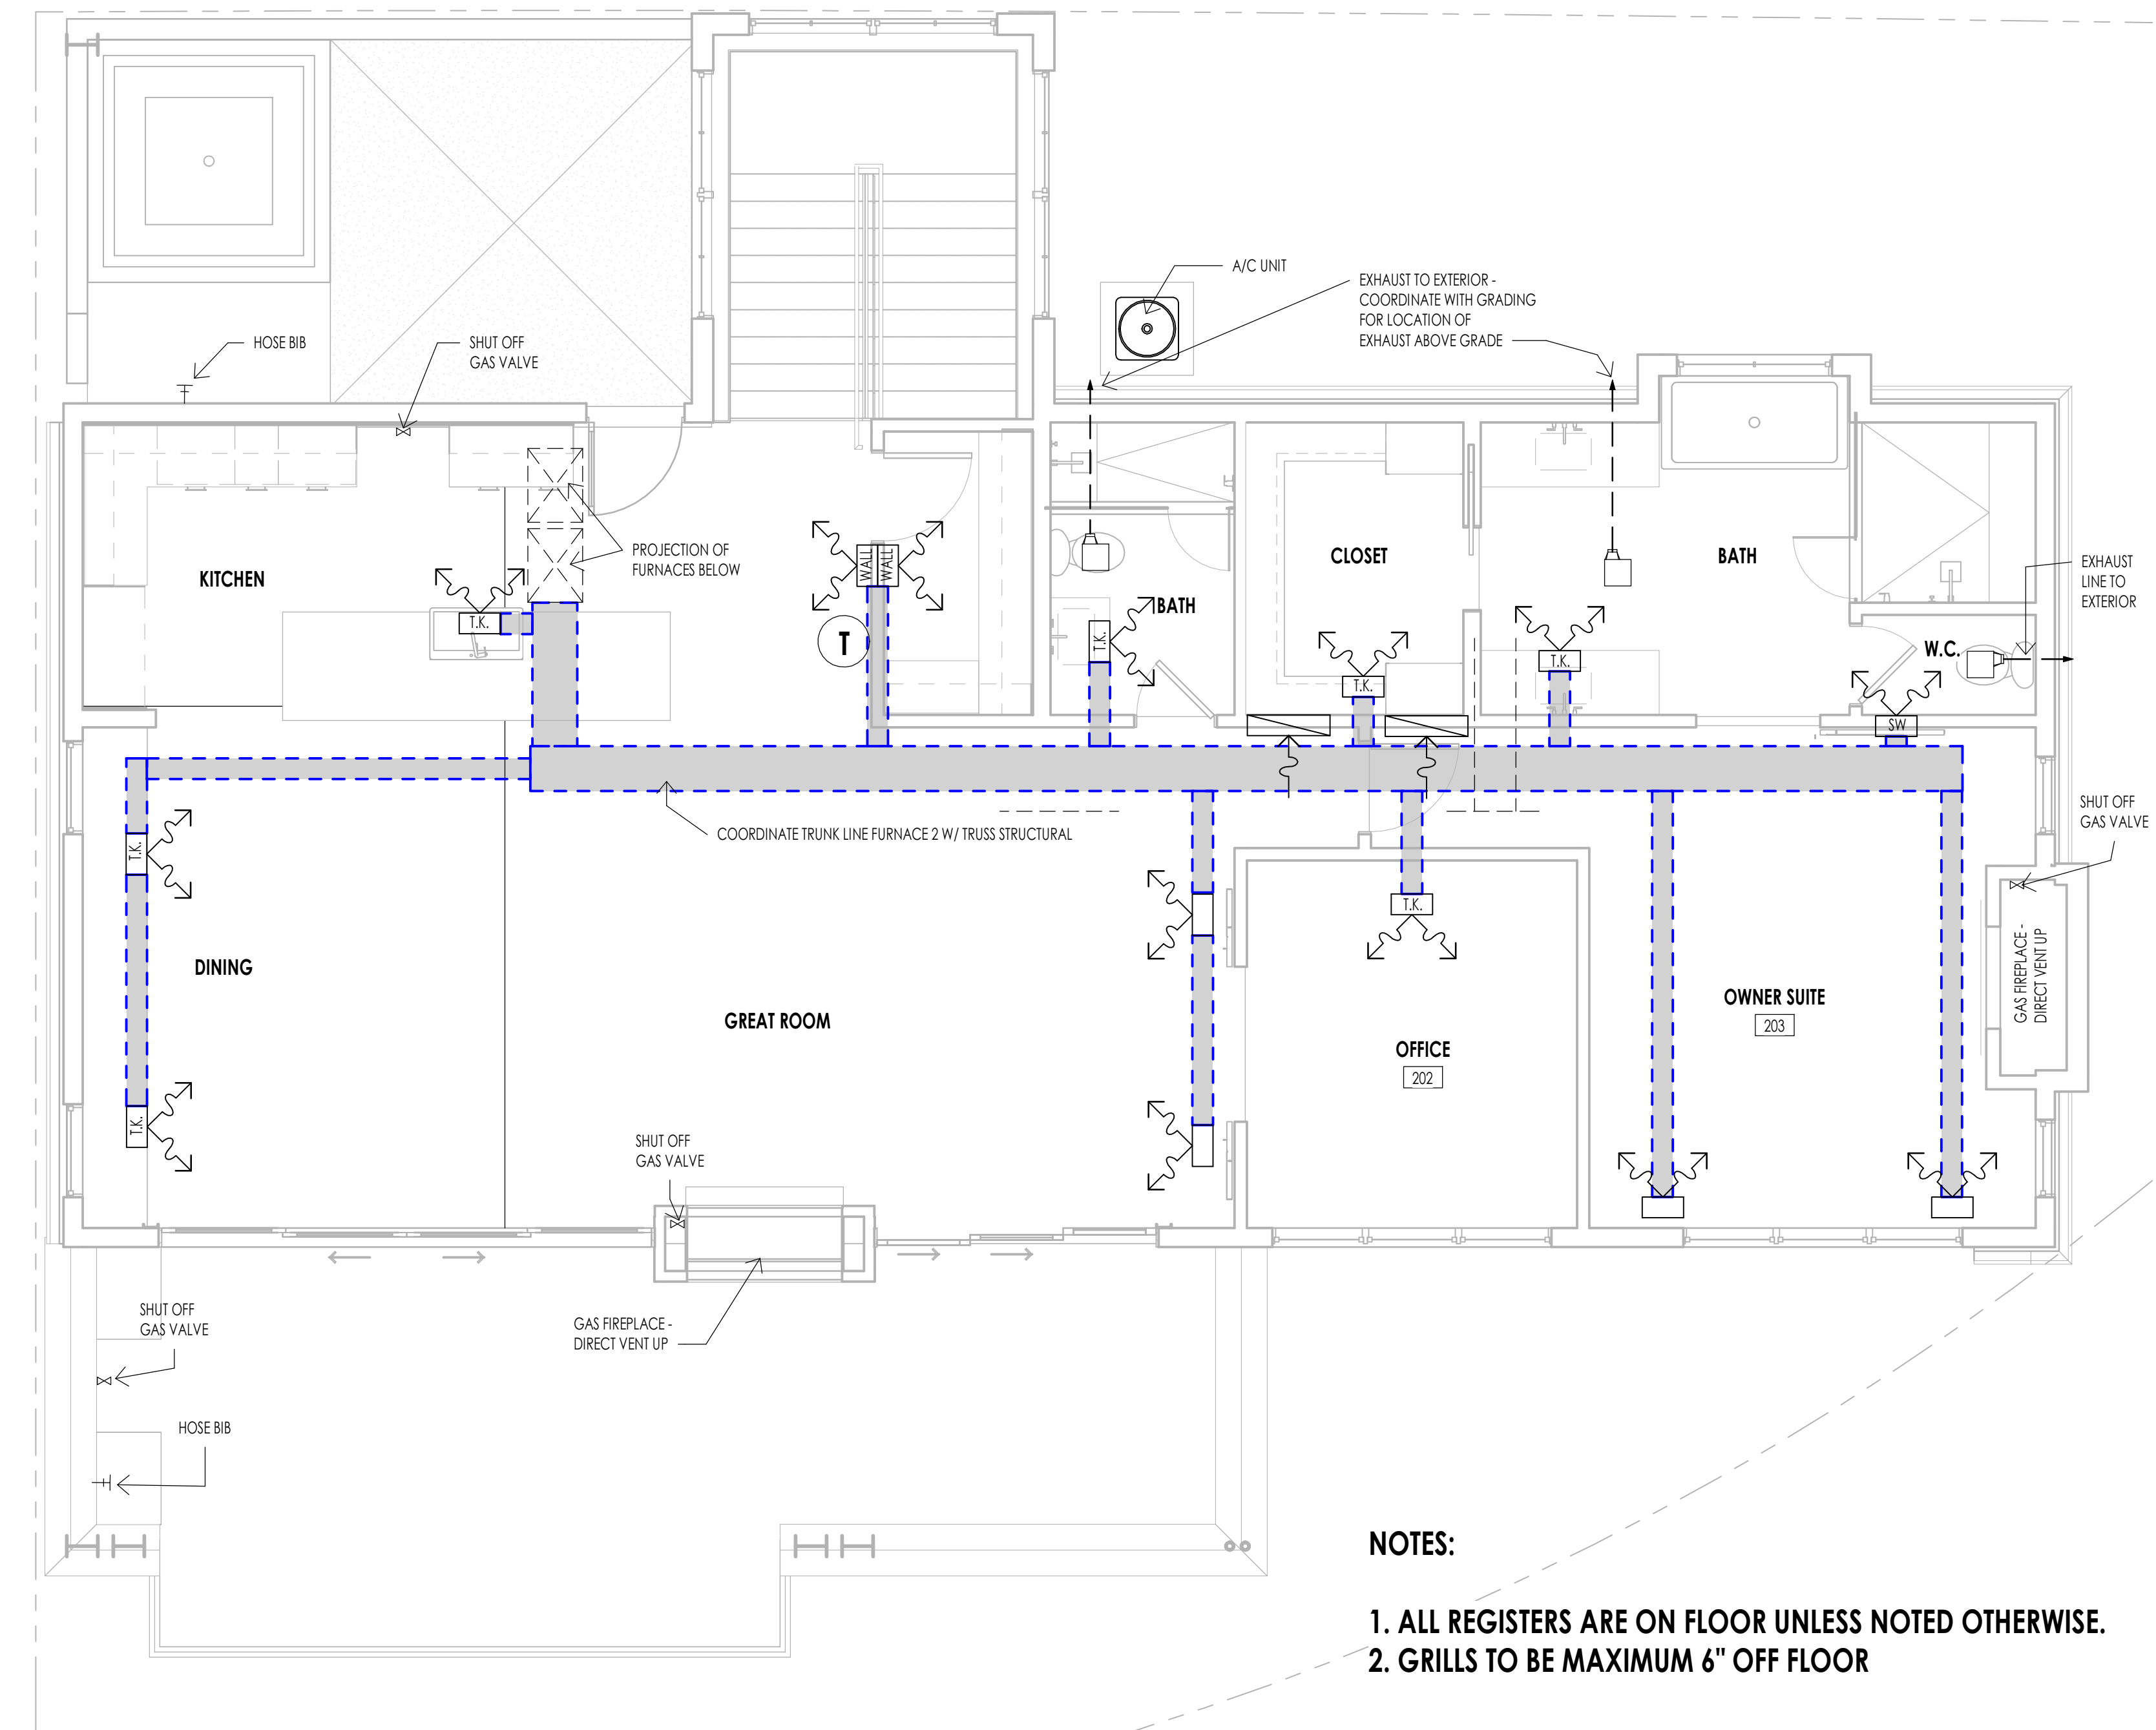 A/C UNIT
EXHAUST TO EXTERIOR -
COORDINATE WITH GRADING
FOR LOCATION OF
EXHAUST ABOVE GRADE
HOSE BIB
SHUT OFF
GAS VALVE
PROJECTION OF
FURNACES BELOW
KITCHEN
T.K.
WALL
WALL
T
BATH
T.K.
CLOSET
T.K.
BATH
T.K.
EXHAUST
LINE TO
EXTERIOR
W.C.
SW
COORDINATE TRUNK LINE FURNACE 2 W/ TRUSS STRUCTURAL
SHUT OFF
GAS VALVE
T.K.
DINING
T.K.
GREAT ROOM
T.K.
OFFICE
202
OWNER SUITE
203
GAS FIREPLACE -
DIRECT VENT UP
SHUT OFF
GAS VALVE
GAS FIREPLACE -
DIRECT VENT UP
SHUT OFF
GAS VALVE
HOSE BIB
NOTES:
1. ALL REGISTERS ARE ON FLOOR UNLESS NOTED OTHERWISE.
2. GRILLS TO BE MAXIMUM 6" OFF FLOOR